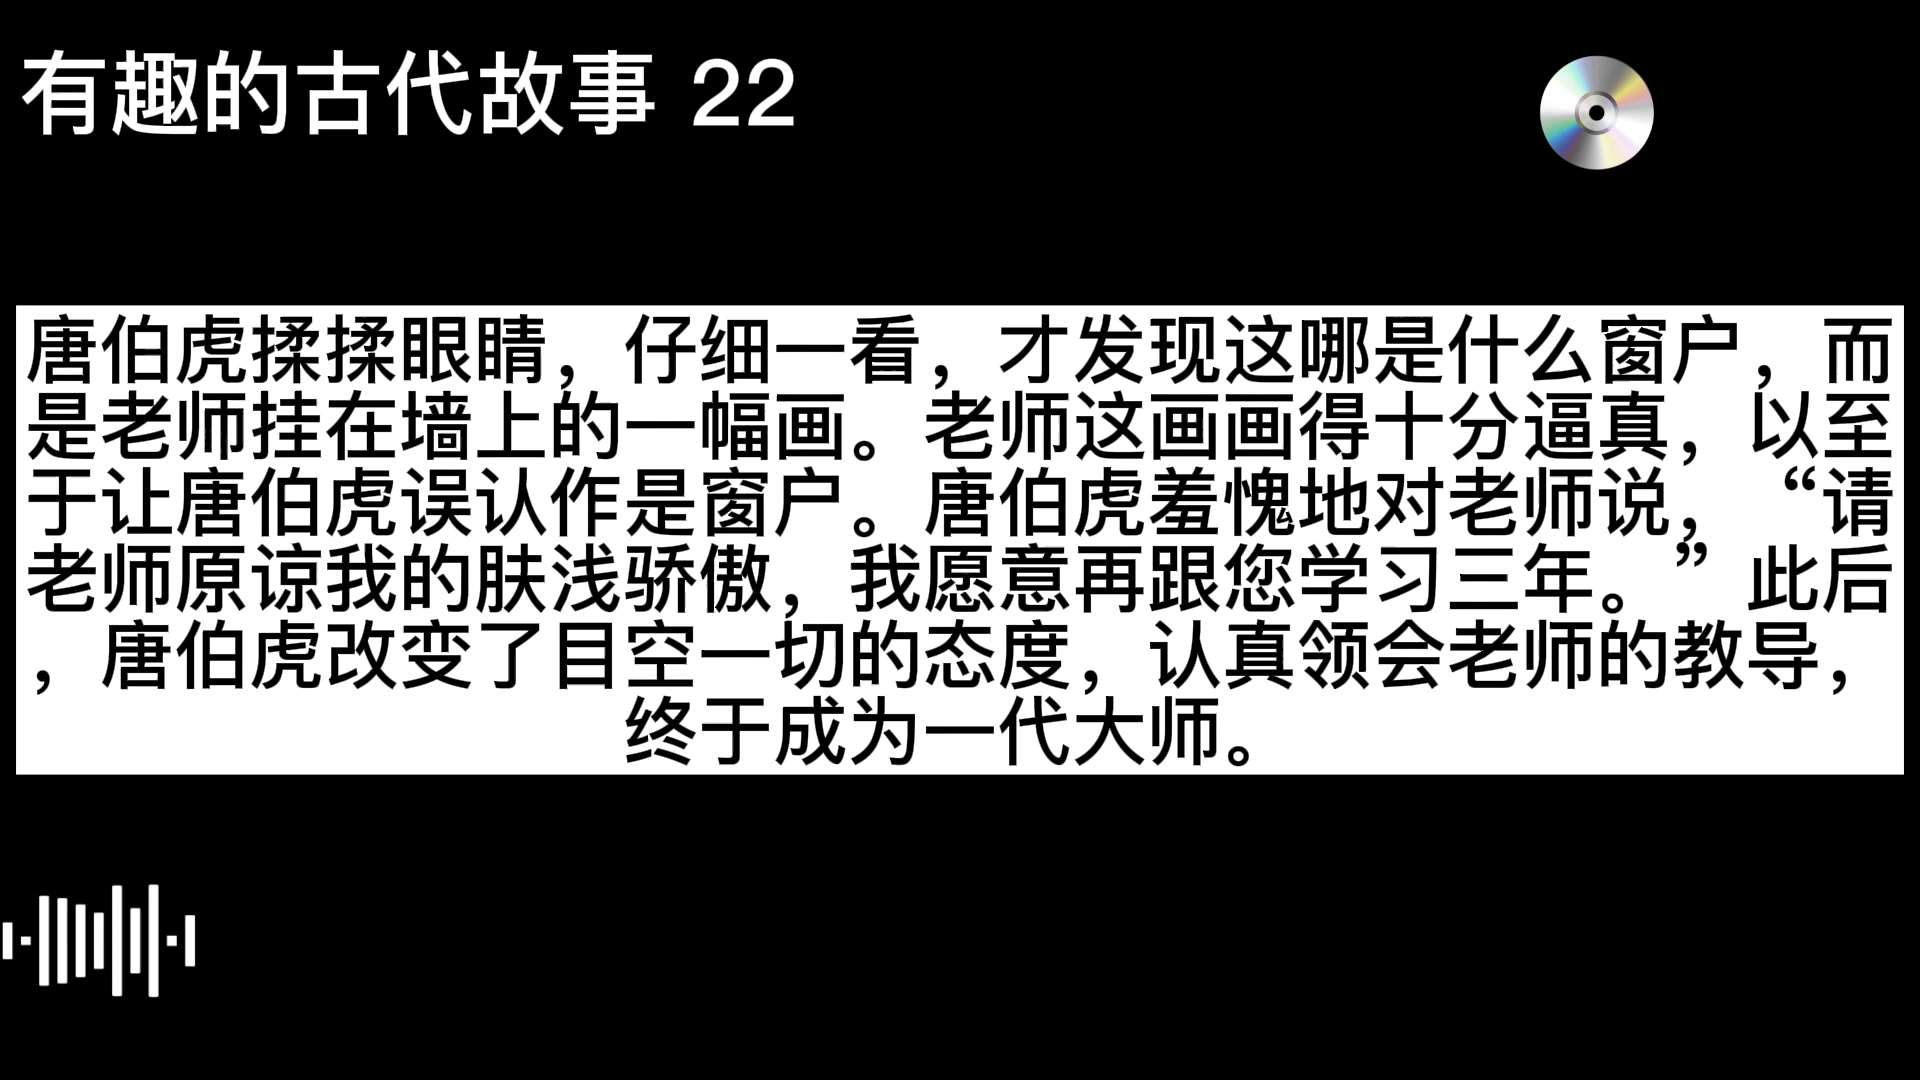 有趣的古代故事 22
唐伯虎揉揉眼睛，仔细一看，才发现这哪是什么窗户，而
是老师挂在墙上的一幅画。老师这画画得十分逼真，以至
于让唐伯虎误认作是窗户。唐伯虎羞愧地对老师说，“请
老师原谅我的肤浅骄傲，我愿意再跟您学习三年。”此后
，唐伯虎改变了目空一切的态度，认真领会老师的教导，
终于成为一代大师。